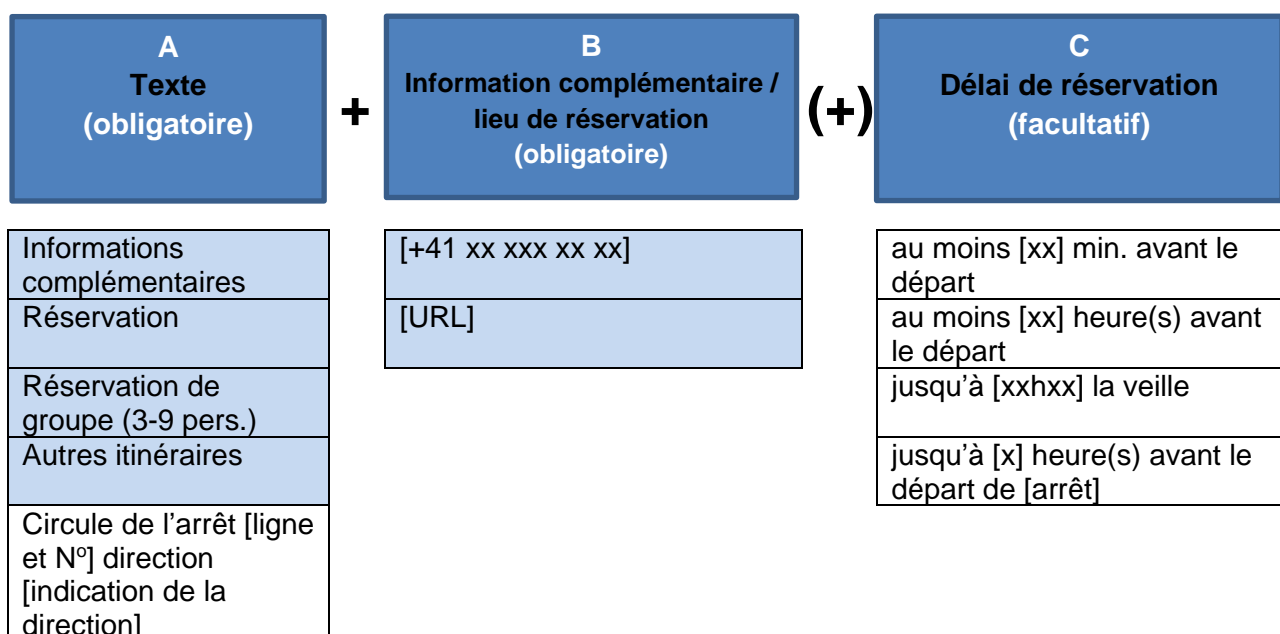 A
Texte
(obligatoire)
+
B
Information complémentaire /
lieu de réservation
(obligatoire)
(+)
C
Délai de réservation
(facultatif)
Informations
complémentaires
Réservation
Réservation de
groupe (3-9 pers.)
Autres itinéraires
Circule de l’arrêt [ligne
et Nº] direction
[indication de la
direction]
[+41 xx xxx xx xx]
[URL]
au moins [xx] min. avant le
départ
au moins [xx] heure(s) avant
le départ
jusqu’à [xxhxx] la veille
jusqu’à [x] heure(s) avant le
départ de [arrêt]